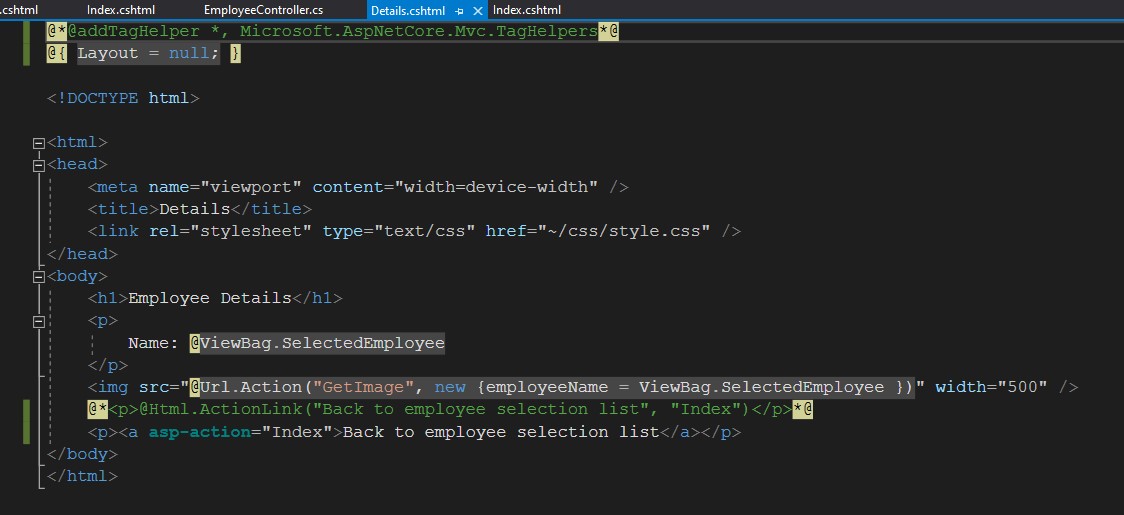 .cshtml Index.cshtml EmployeeController.cs Details.cshtml Index.cshtml
@*@addTagHelper *, Microsoft.AspNetCore.Mvc.TagHelpers*@
@{ Layout = null; }
<!DOCTYPE html>
<html>
<head>
<meta name="viewport" content="width=device-width" />
<title>Details</title>
<link rel="stylesheet" type="text/css" href="~/css/style.css" />
</head>
<body>
<h1>Employee Details</h1>
<p>
Name: @ViewBag.SelectedEmployee
</p>
<img src="@Url.Action("GetImage", new {employeeName = ViewBag.SelectedEmployee })" width="500" />
@*<p>@Html.ActionLink("Back to employee selection list", "Index")</p>*@
<p><a asp-action="Index">Back to employee selection list</a></p>
</body>
</html>